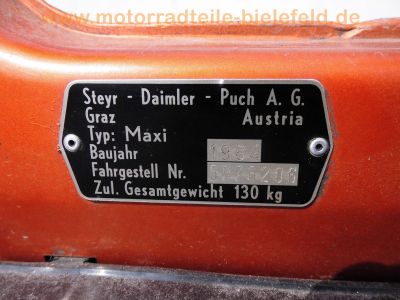 www.motorradteile-bielefeld.de
Steyr - Daimler - Puch A. G.
Graz Austria
Typ: Maxi
Baujahr
Fahrgestell Nr.
Zul. Gesamtgewicht 130 kg